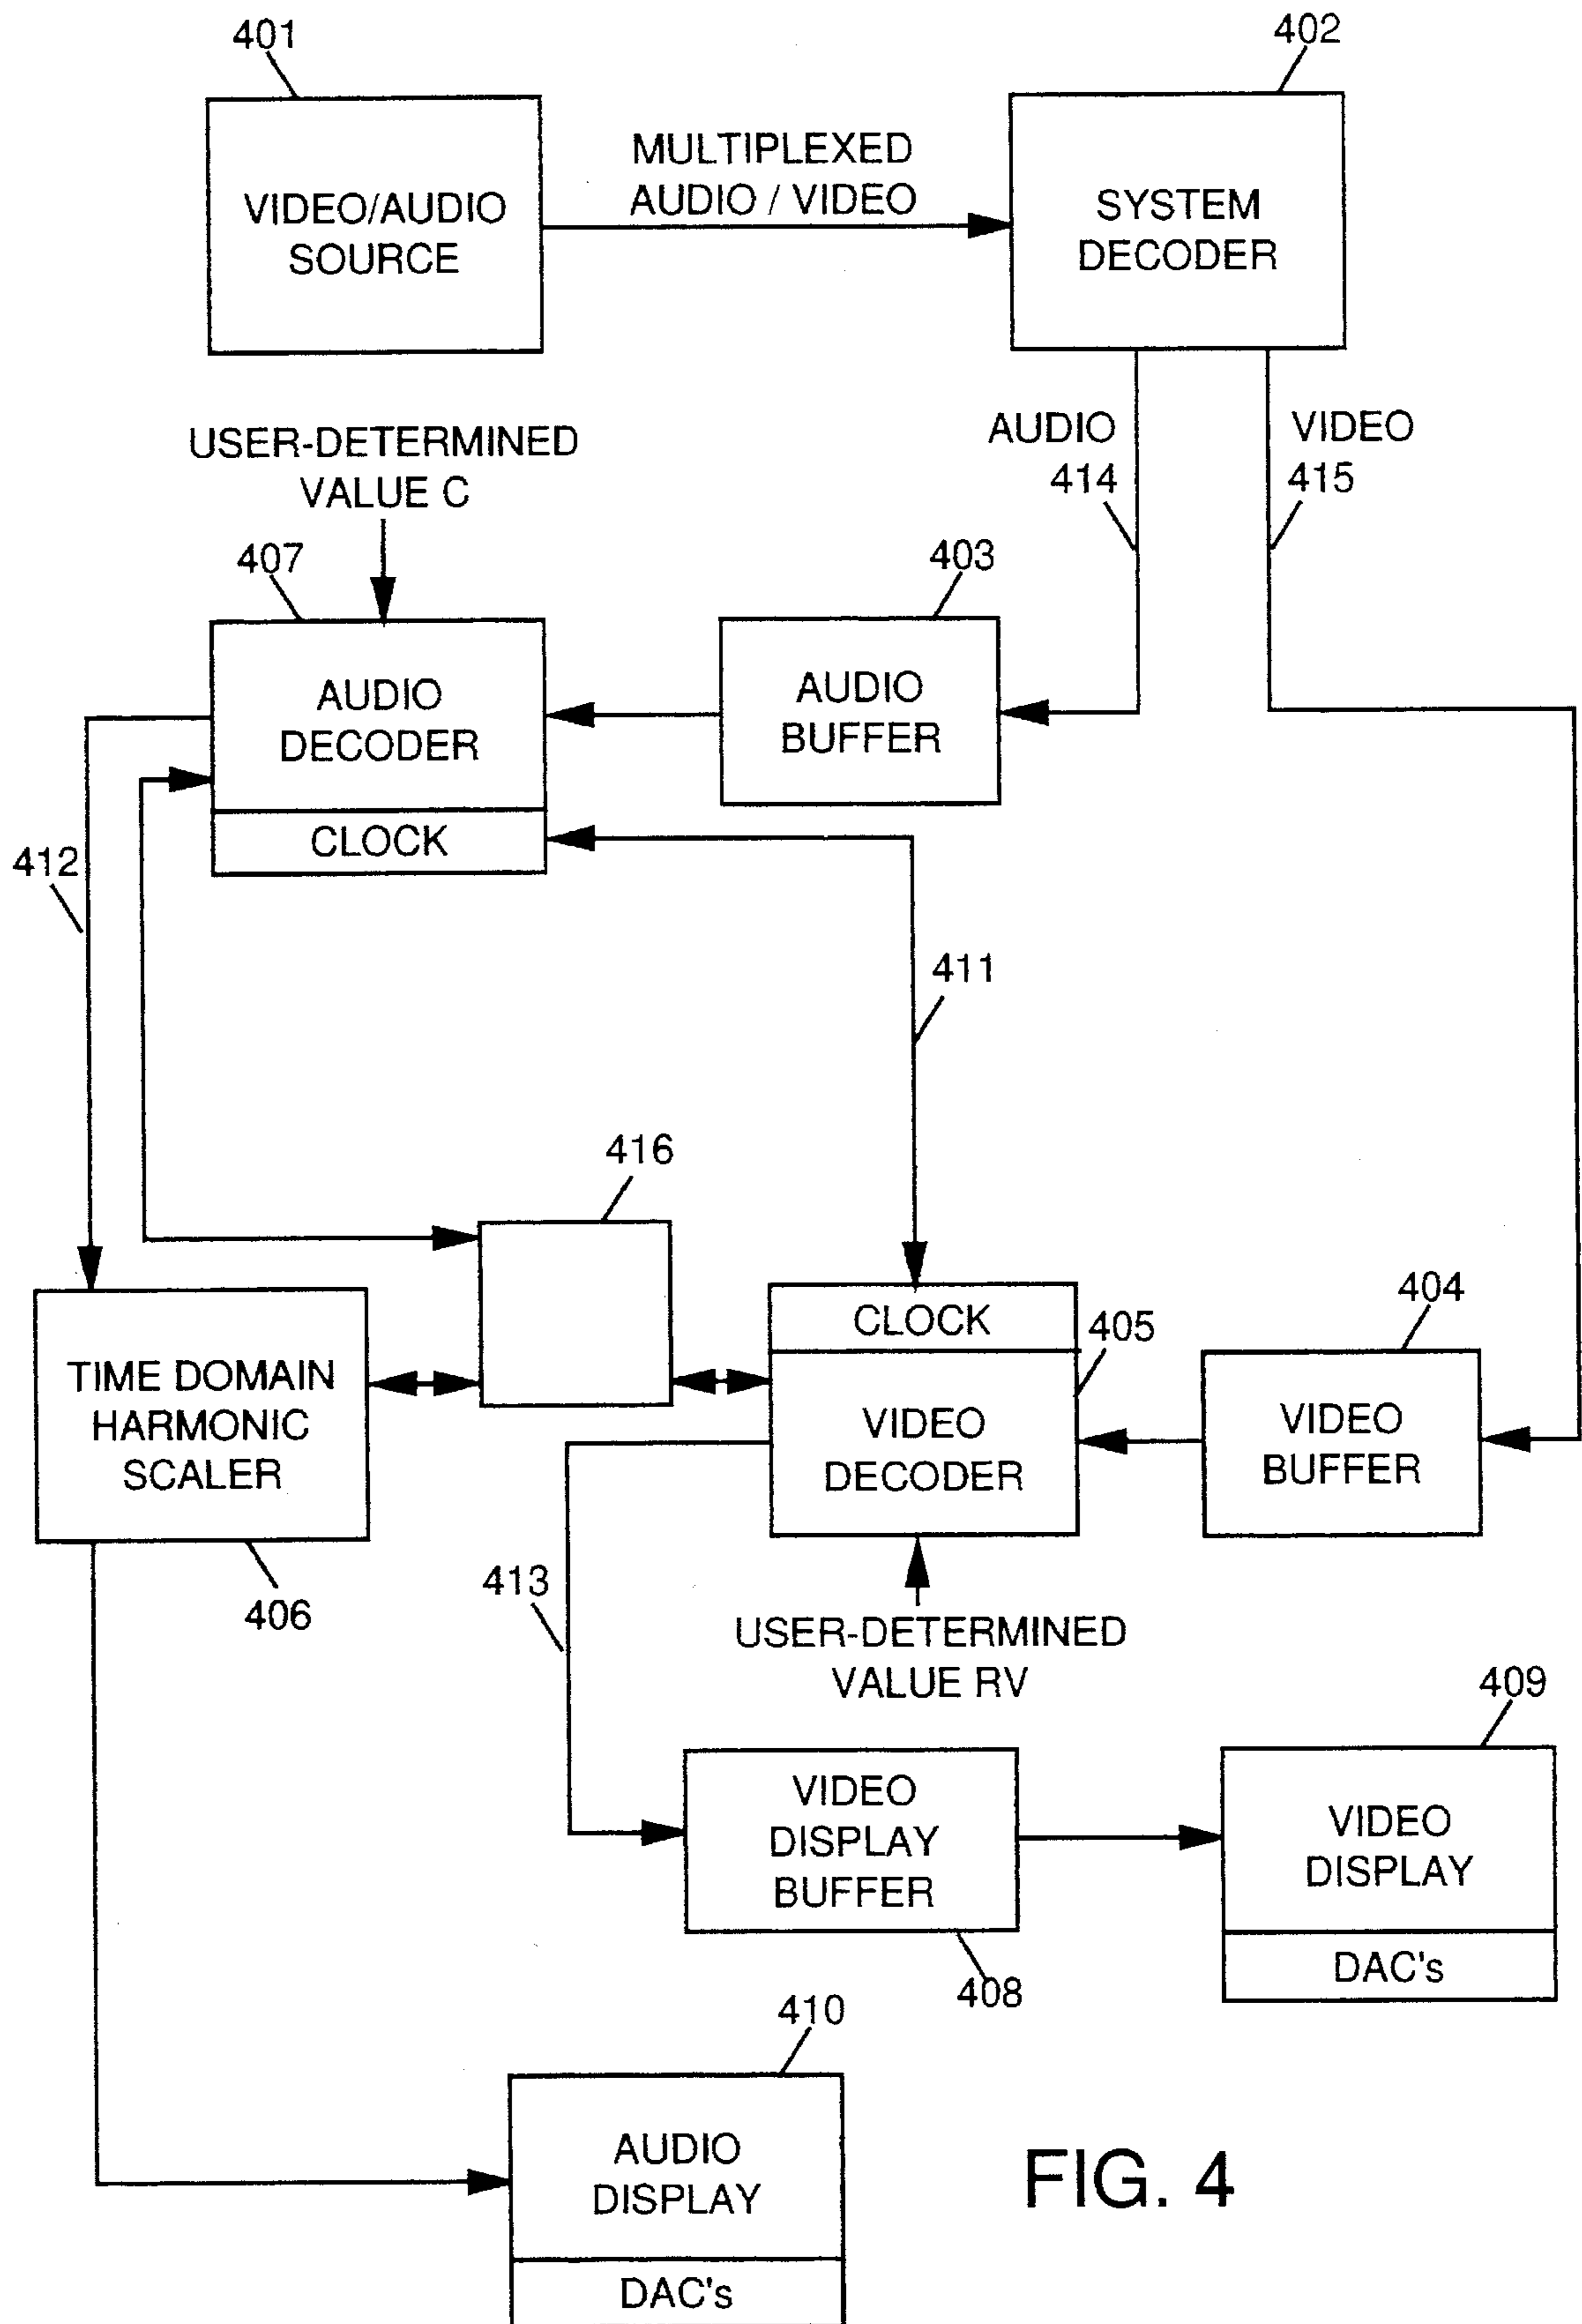 401
402
VIDEO/AUDIO
SOURCE
MULTIPLEXED
AUDIO / VIDEO
SYSTEM
DECODER
USER-DETERMINED
VALUE C
AUDIO
414
VIDEO
415
407
403
AUDIO
DECODER
CLOCK
AUDIO
BUFFER
412
411
416
TIME DOMAIN
HARMONIC
SCALER
406
CLOCK
405
VIDEO
DECODER
404
VIDEO
BUFFER
413
USER-DETERMINED
VALUE RV
409
VIDEO
DISPLAY
BUFFER
408
VIDEO
DISPLAY
DAC's
410
AUDIO
DISPLAY
DAC's
FIG. 4